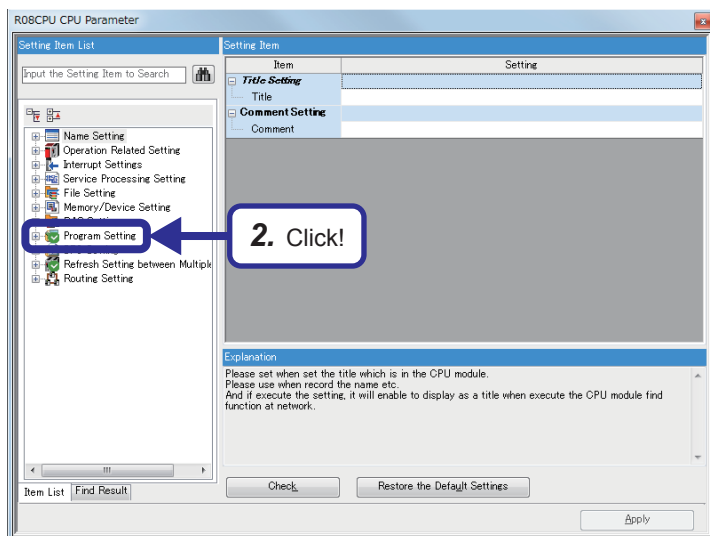 R08CPU CPU Parameter
Setting Item List
Setting Item
Input the Setting Item to Search
Item Setting
Title Setting
Title
Comment Setting
Comment
Name Setting
Operation Related Setting
Interrupt Settings
Service Processing Setting
File Setting
Memory/Device Setting
Program Setting
Refresh Setting between Multiple
Routing Setting
2. Click!
Explanation
Please set when set the title which is in the CPU module.
Please use when record the name etc.
And if execute the setting, it will enable to display as a title when execute the CPU module find
function at network.
Item List Find Result
Check Restore the Default Settings
Apply